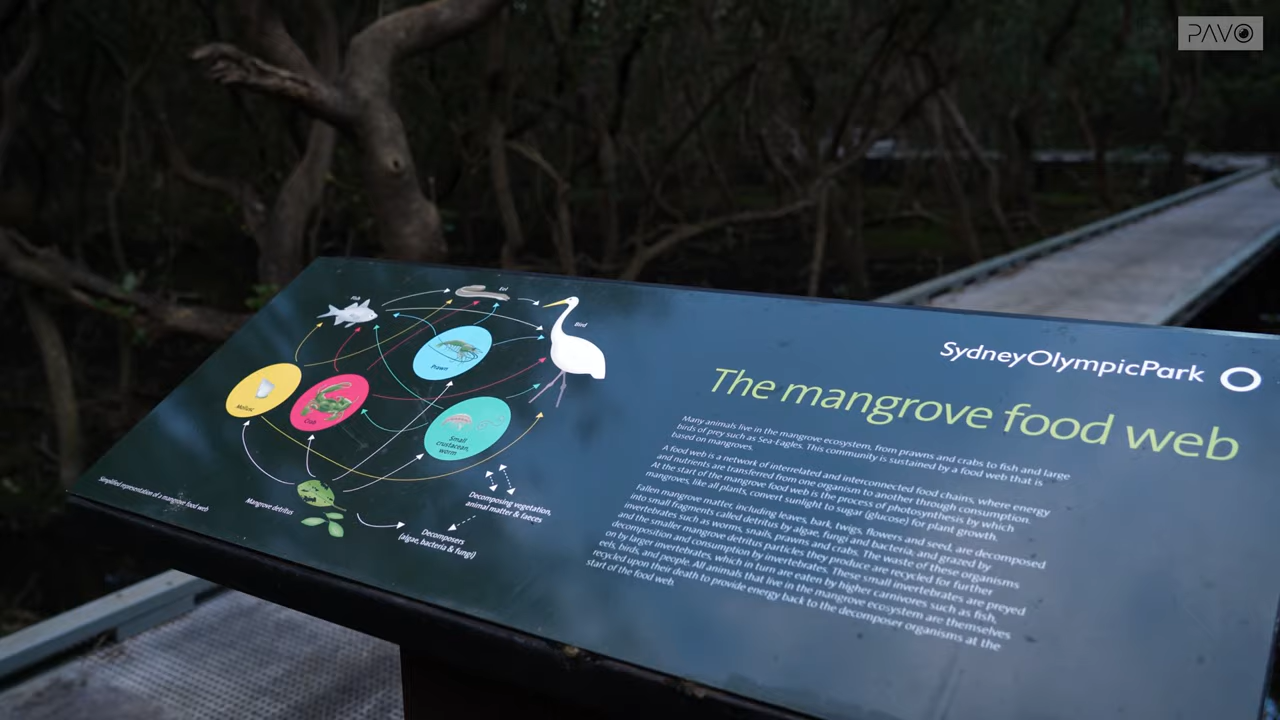 PAVO
SydneyOlympicPark
The mangrove food web
Many animals live in the mangrove ecosystem, from prawns and crabs to fish and large
birds of prey such as Sea-Eagles. This community is sustained by a food web that is
based on mangroves.
A food web is a network of interrelated and interconnected food chains, where energy
and nutrients are transferred from one organism to another through consumption.
At the start of the mangrove food web is the process of photosynthesis by which
mangroves, like all plants, convert sunlight to sugar (glucose) for plant growth.
Fallen mangrove matter, including leaves, bark, twigs, flowers and seed, are decomposed
into small fragments called detritus by algae, fungi and bacteria, and grazed by
invertebrates such as worms, snails, prawns and crabs. The waste of these organisms
and the smaller mangrove detritus particles they produce are recycled for further
decomposition and consumption by invertebrates. These small invertebrates are preyed
on by larger invertebrates, which in turn are eaten by higher carnivores such as fish,
eels, birds, and people. All animals that live in the mangrove ecosystem are themselves
recycled upon their death to provide energy back to the decomposer organisms at the
start of the food web.
Eel
Bird
Prawn
Mollusc
Crab
Small
crustacean,
worm
Mangrove detritus
Decomposing vegetation,
animal matter & faeces
Decomposers
(algae, bacteria & fungi)
Simplified representation of a mangrove food web